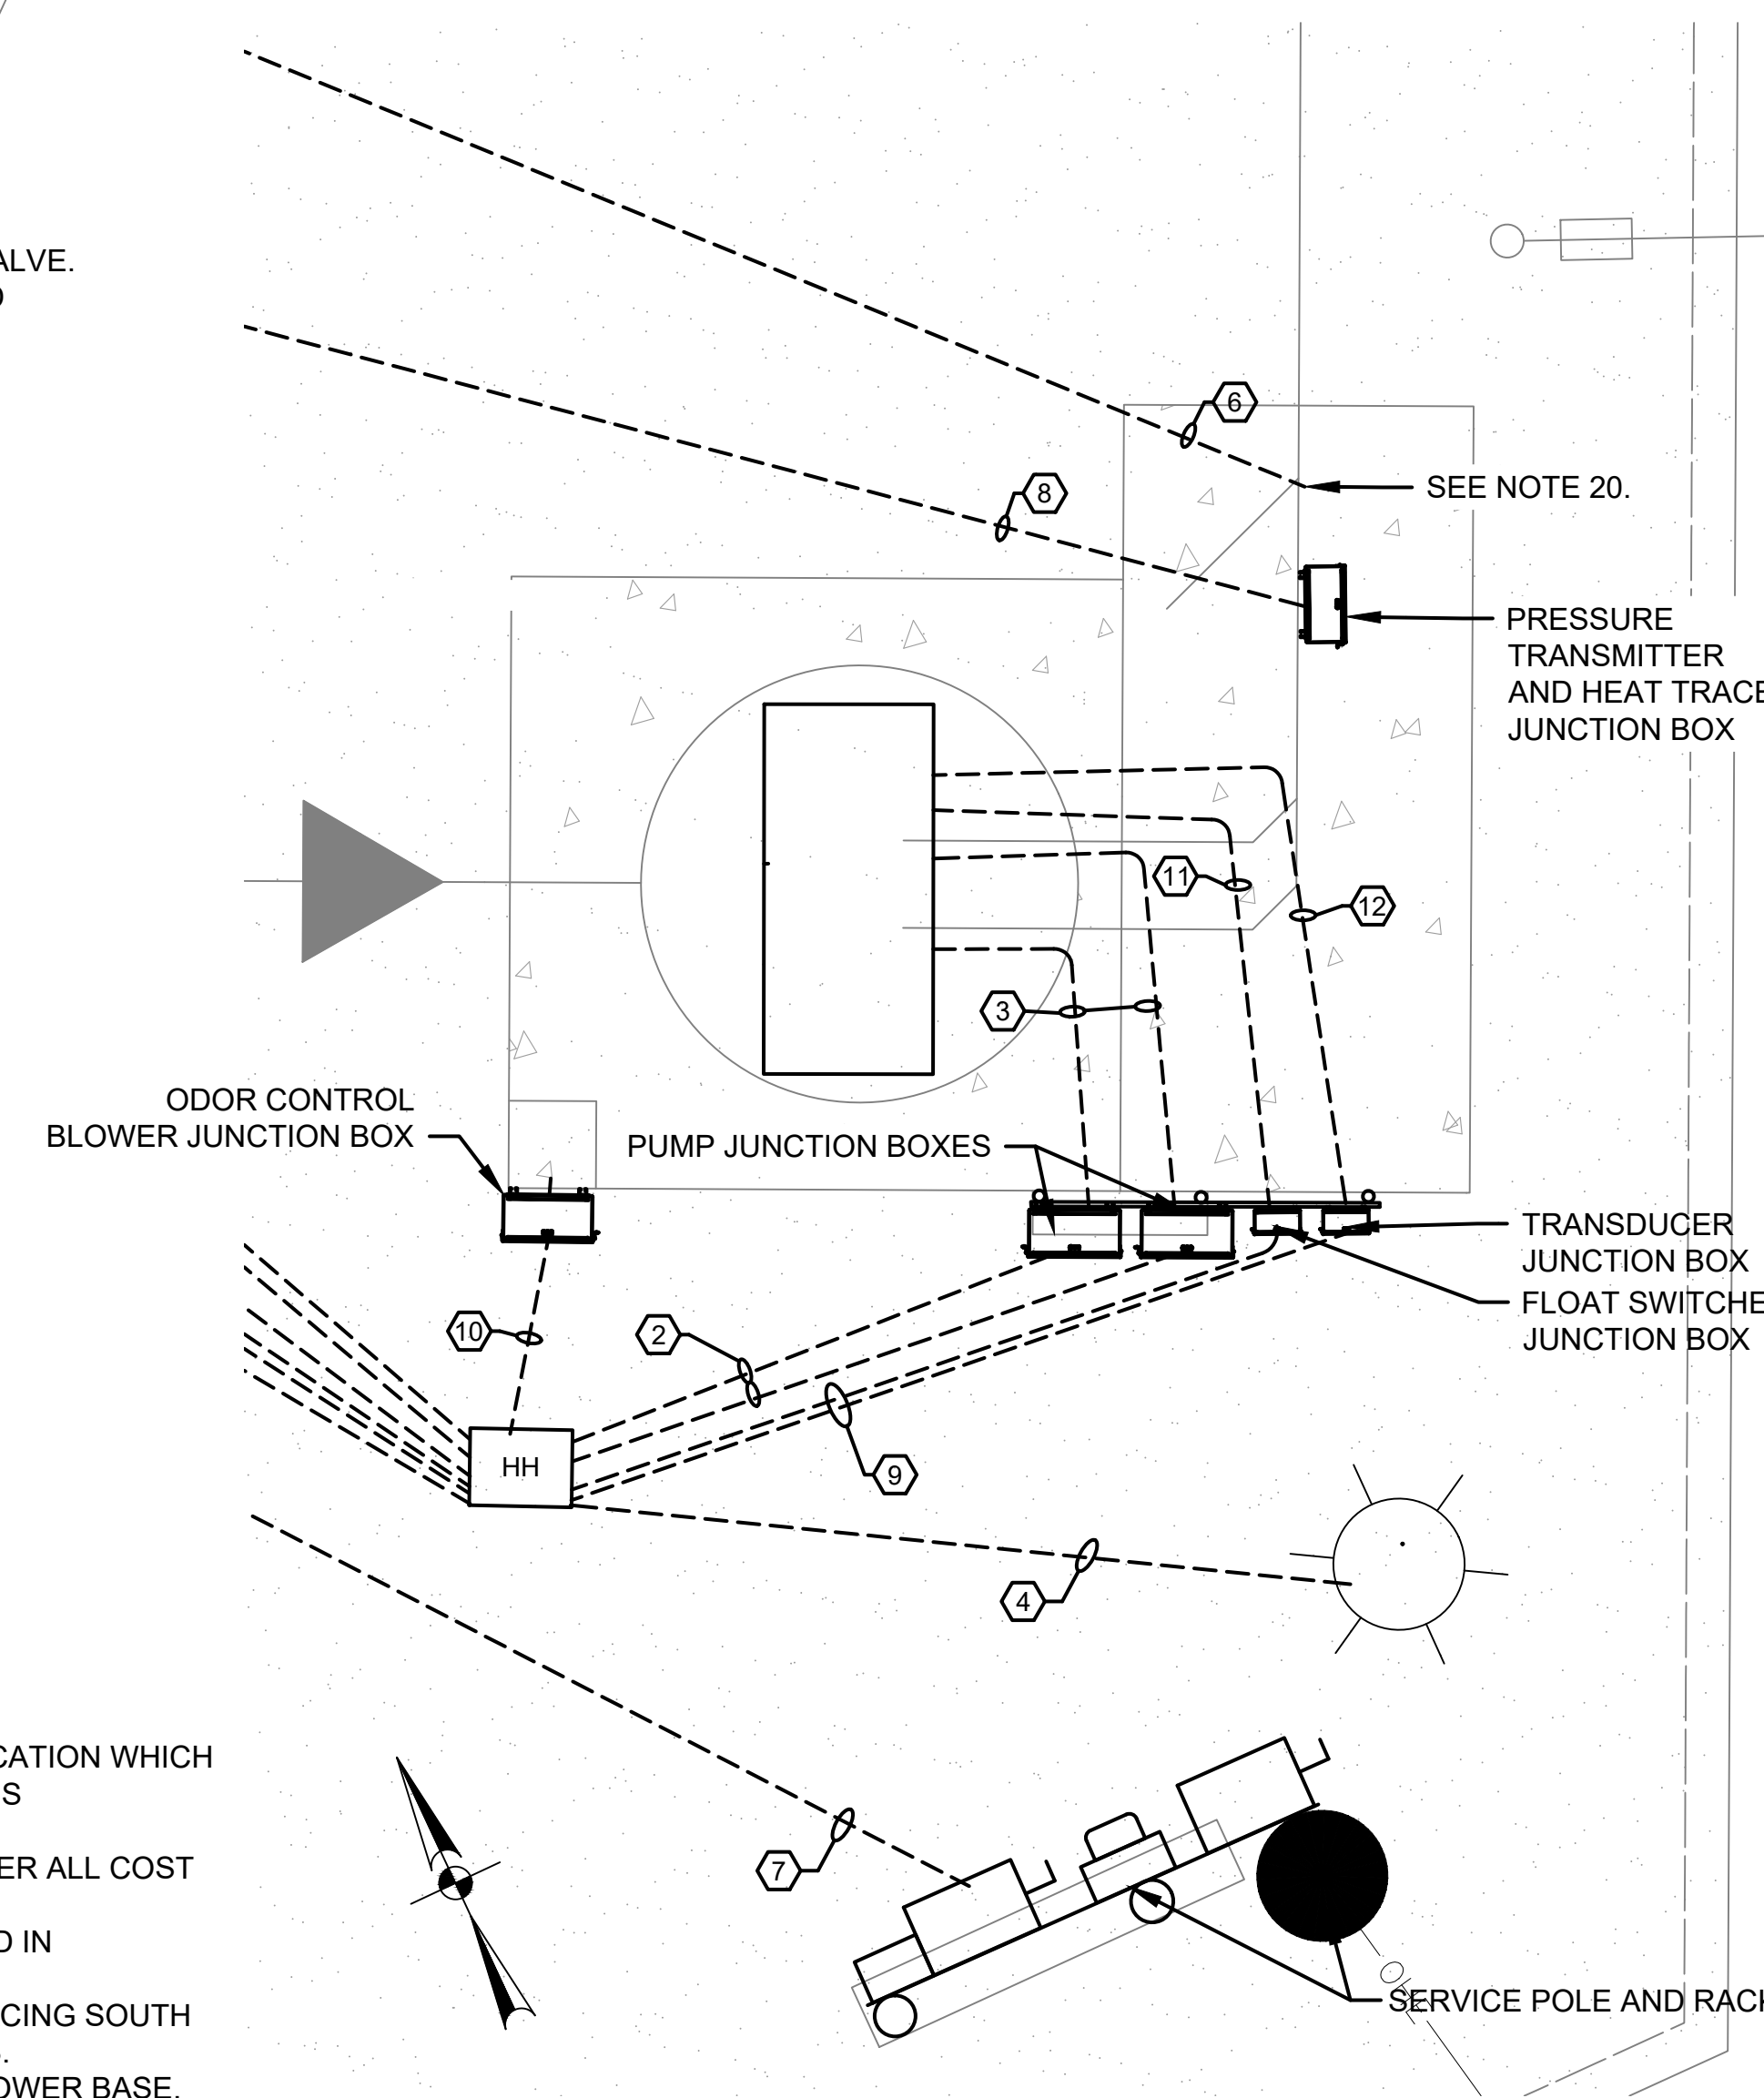 ALVE.
6
8
SEE NOTE 20.
PRESSURE
TRANSMITTER
AND HEAT TRACE
JUNCTION BOX
11
12
3
ODOR CONTROL
BLOWER JUNCTION BOX
PUMP JUNCTION BOXES
TRANSDUCER
JUNCTION BOX
FLOAT SWITCHE
JUNCTION BOX
10
2
9
HH
4
CATION WHICH
S
ER ALL COST
D IN
7
CING SOUTH
SERVICE POLE AND RACK
OWER BASE.